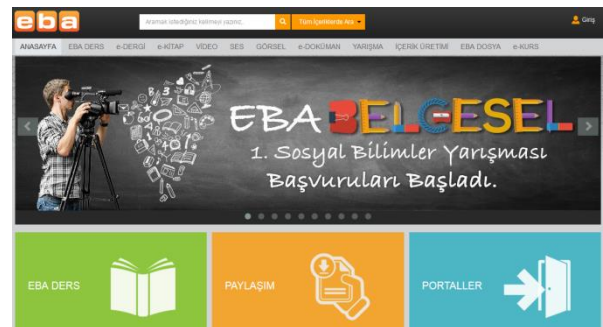 eba
Aramak istediğiniz kelimeyi yazınız.
Tüm İçeriklerde Ara
Giriş
ANASAYFA EBA DERS e-DERGİ e-KİTAP VİDEO SES GÖRSEL e-DOKÜMAN YARIŞMA İÇERİK ÜRETİMİ EBA DOSYA e-KURS
EBA BELGESEL
1. Sosyal Bilimler Yarışması
Başvuruları Başladı.
EBA DERS
PAYLAŞIM
PORTALLER